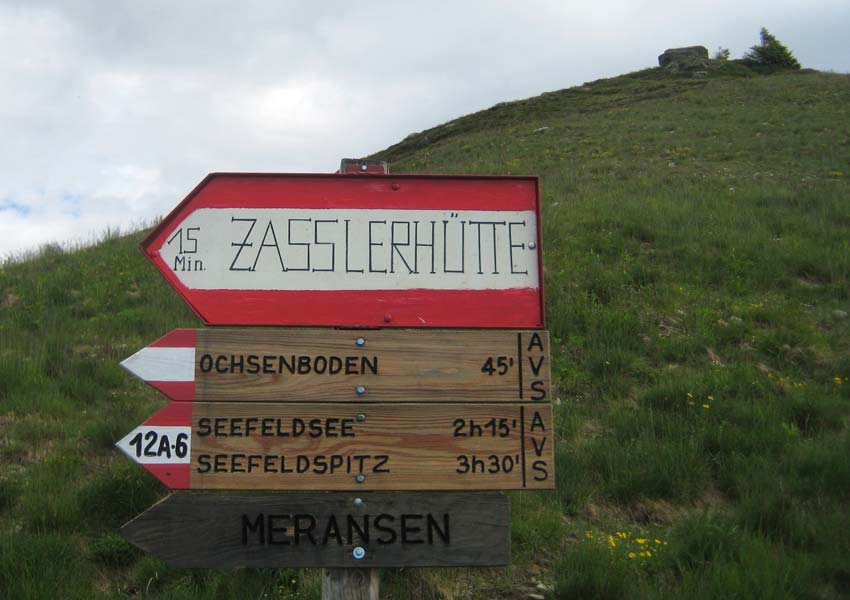 15 ZASSLERHÜTTE
Min.
OCHSENBODEN 45' AVS
12A-6 SEEFELDSEE 2h15' AVS
SEEFELDSPITZ 3h30'
MERANSEN